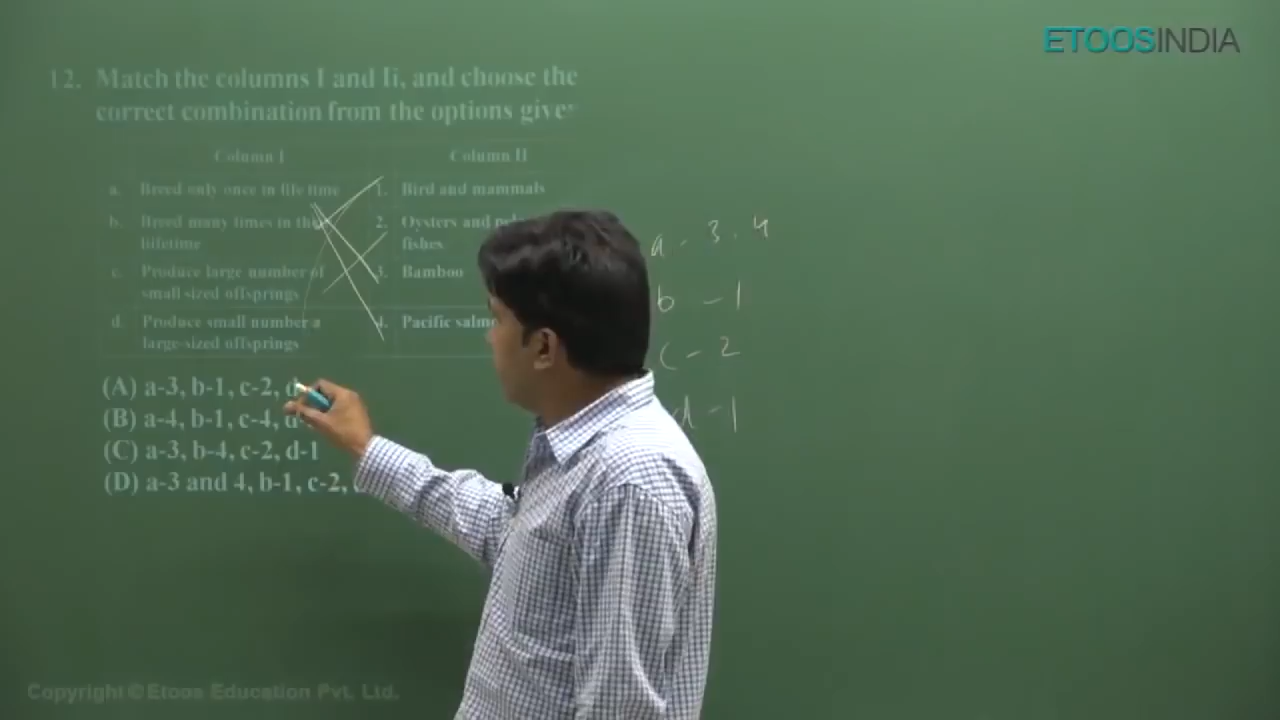 ETOOSINDIA
12. Match the columns I and Ii, and choose the
correct combination from the options
Column I Column II
a. Breed only once in life time 1. Bird and mammals
b. Breed many times in 2. Oysters and
lifetime fishes
c. Produce large number of 3. Bamboo
small sized offsprings
d. Produce small number a 4. Pacific
large-sized offsprings
(A) a-3, b-1, c-2,
(B) a-4, b-1, c-4,
(C) a-3, b-4, c-2, d-1
(D) a-3 and 4, b-1, c-2,
a - 3, 4
b - 1
c - 2
d - 1
Copyright © Etoos Education Pvt. Ltd.